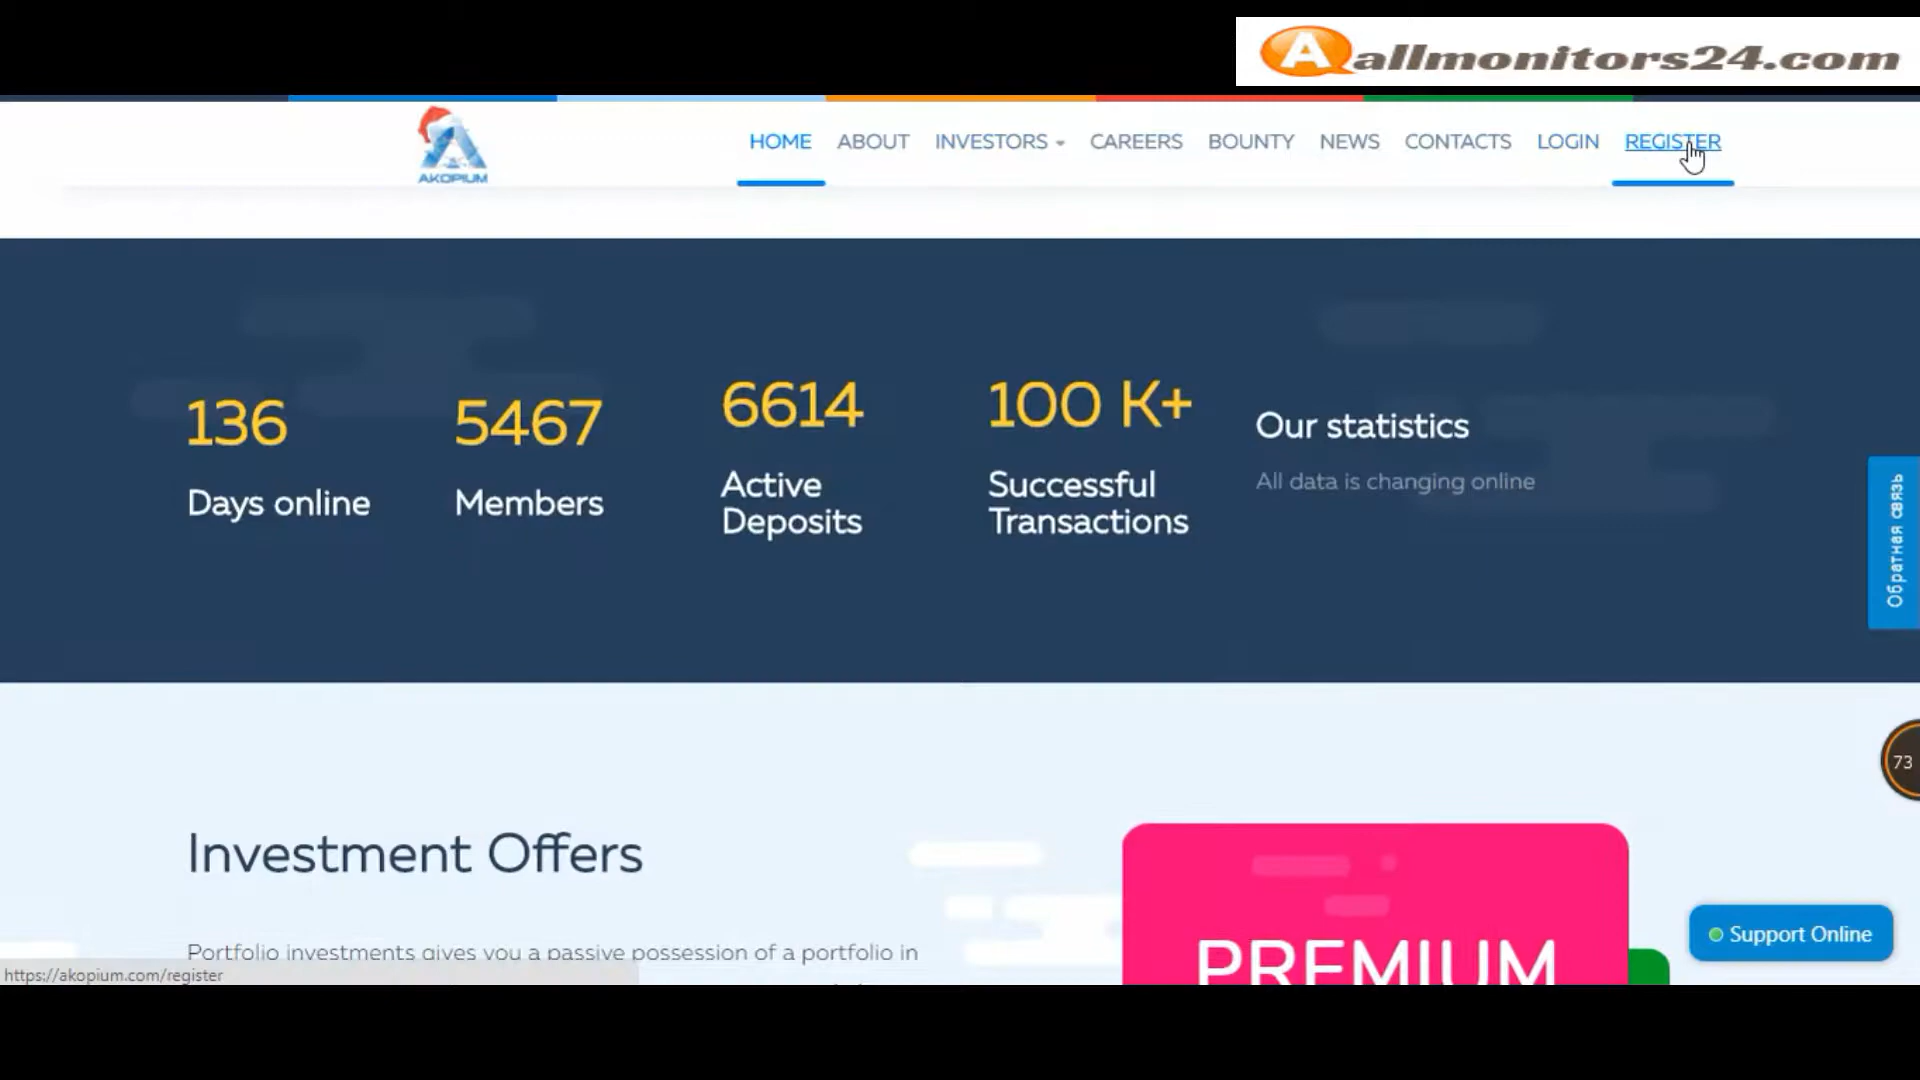 Aallmonitors24.com
AKOPIUM
HOME ABOUT INVESTORS CAREERS BOUNTY NEWS CONTACTS LOGIN REGISTER
136
Days online
5467
Members
6614
Active
Deposits
100 K+
Successful
Transactions
Our statistics
All data is changing online
Обратная связь
73
Investment Offers
Portfolio investments gives you a passive possession of a portfolio in
PREMIUM
Support Online
https://akopium.com/register